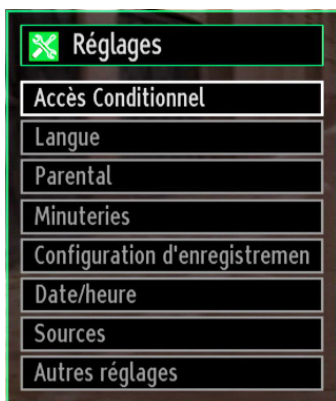 Réglages
Accès Conditionnel
Langue
Parental
Minuteries
Configuration d'enregistremen
Date/heure
Sources
Autres réglages